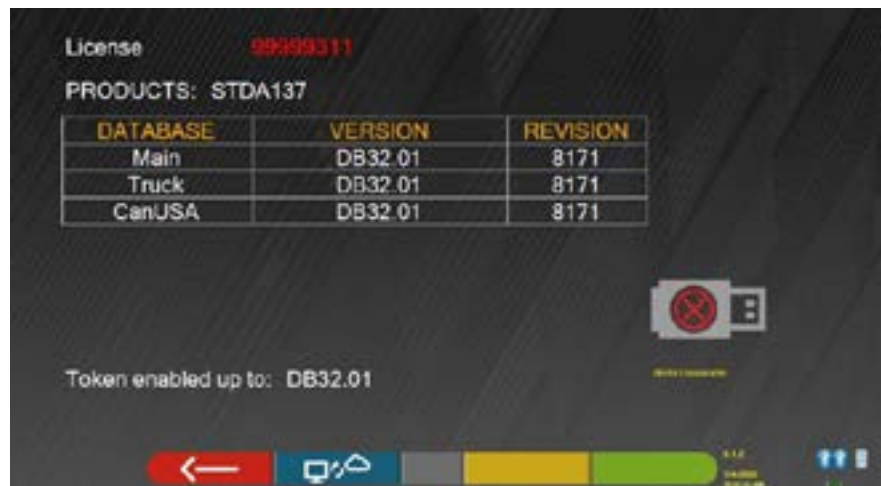 License 99999311
PRODUCTS: STDA137
DATABASE VERSION REVISION
Main DB32.01 8171
Truck DB32.01 8171
CanUSA DB32.01 8171
Token enabled up to: DB32.01